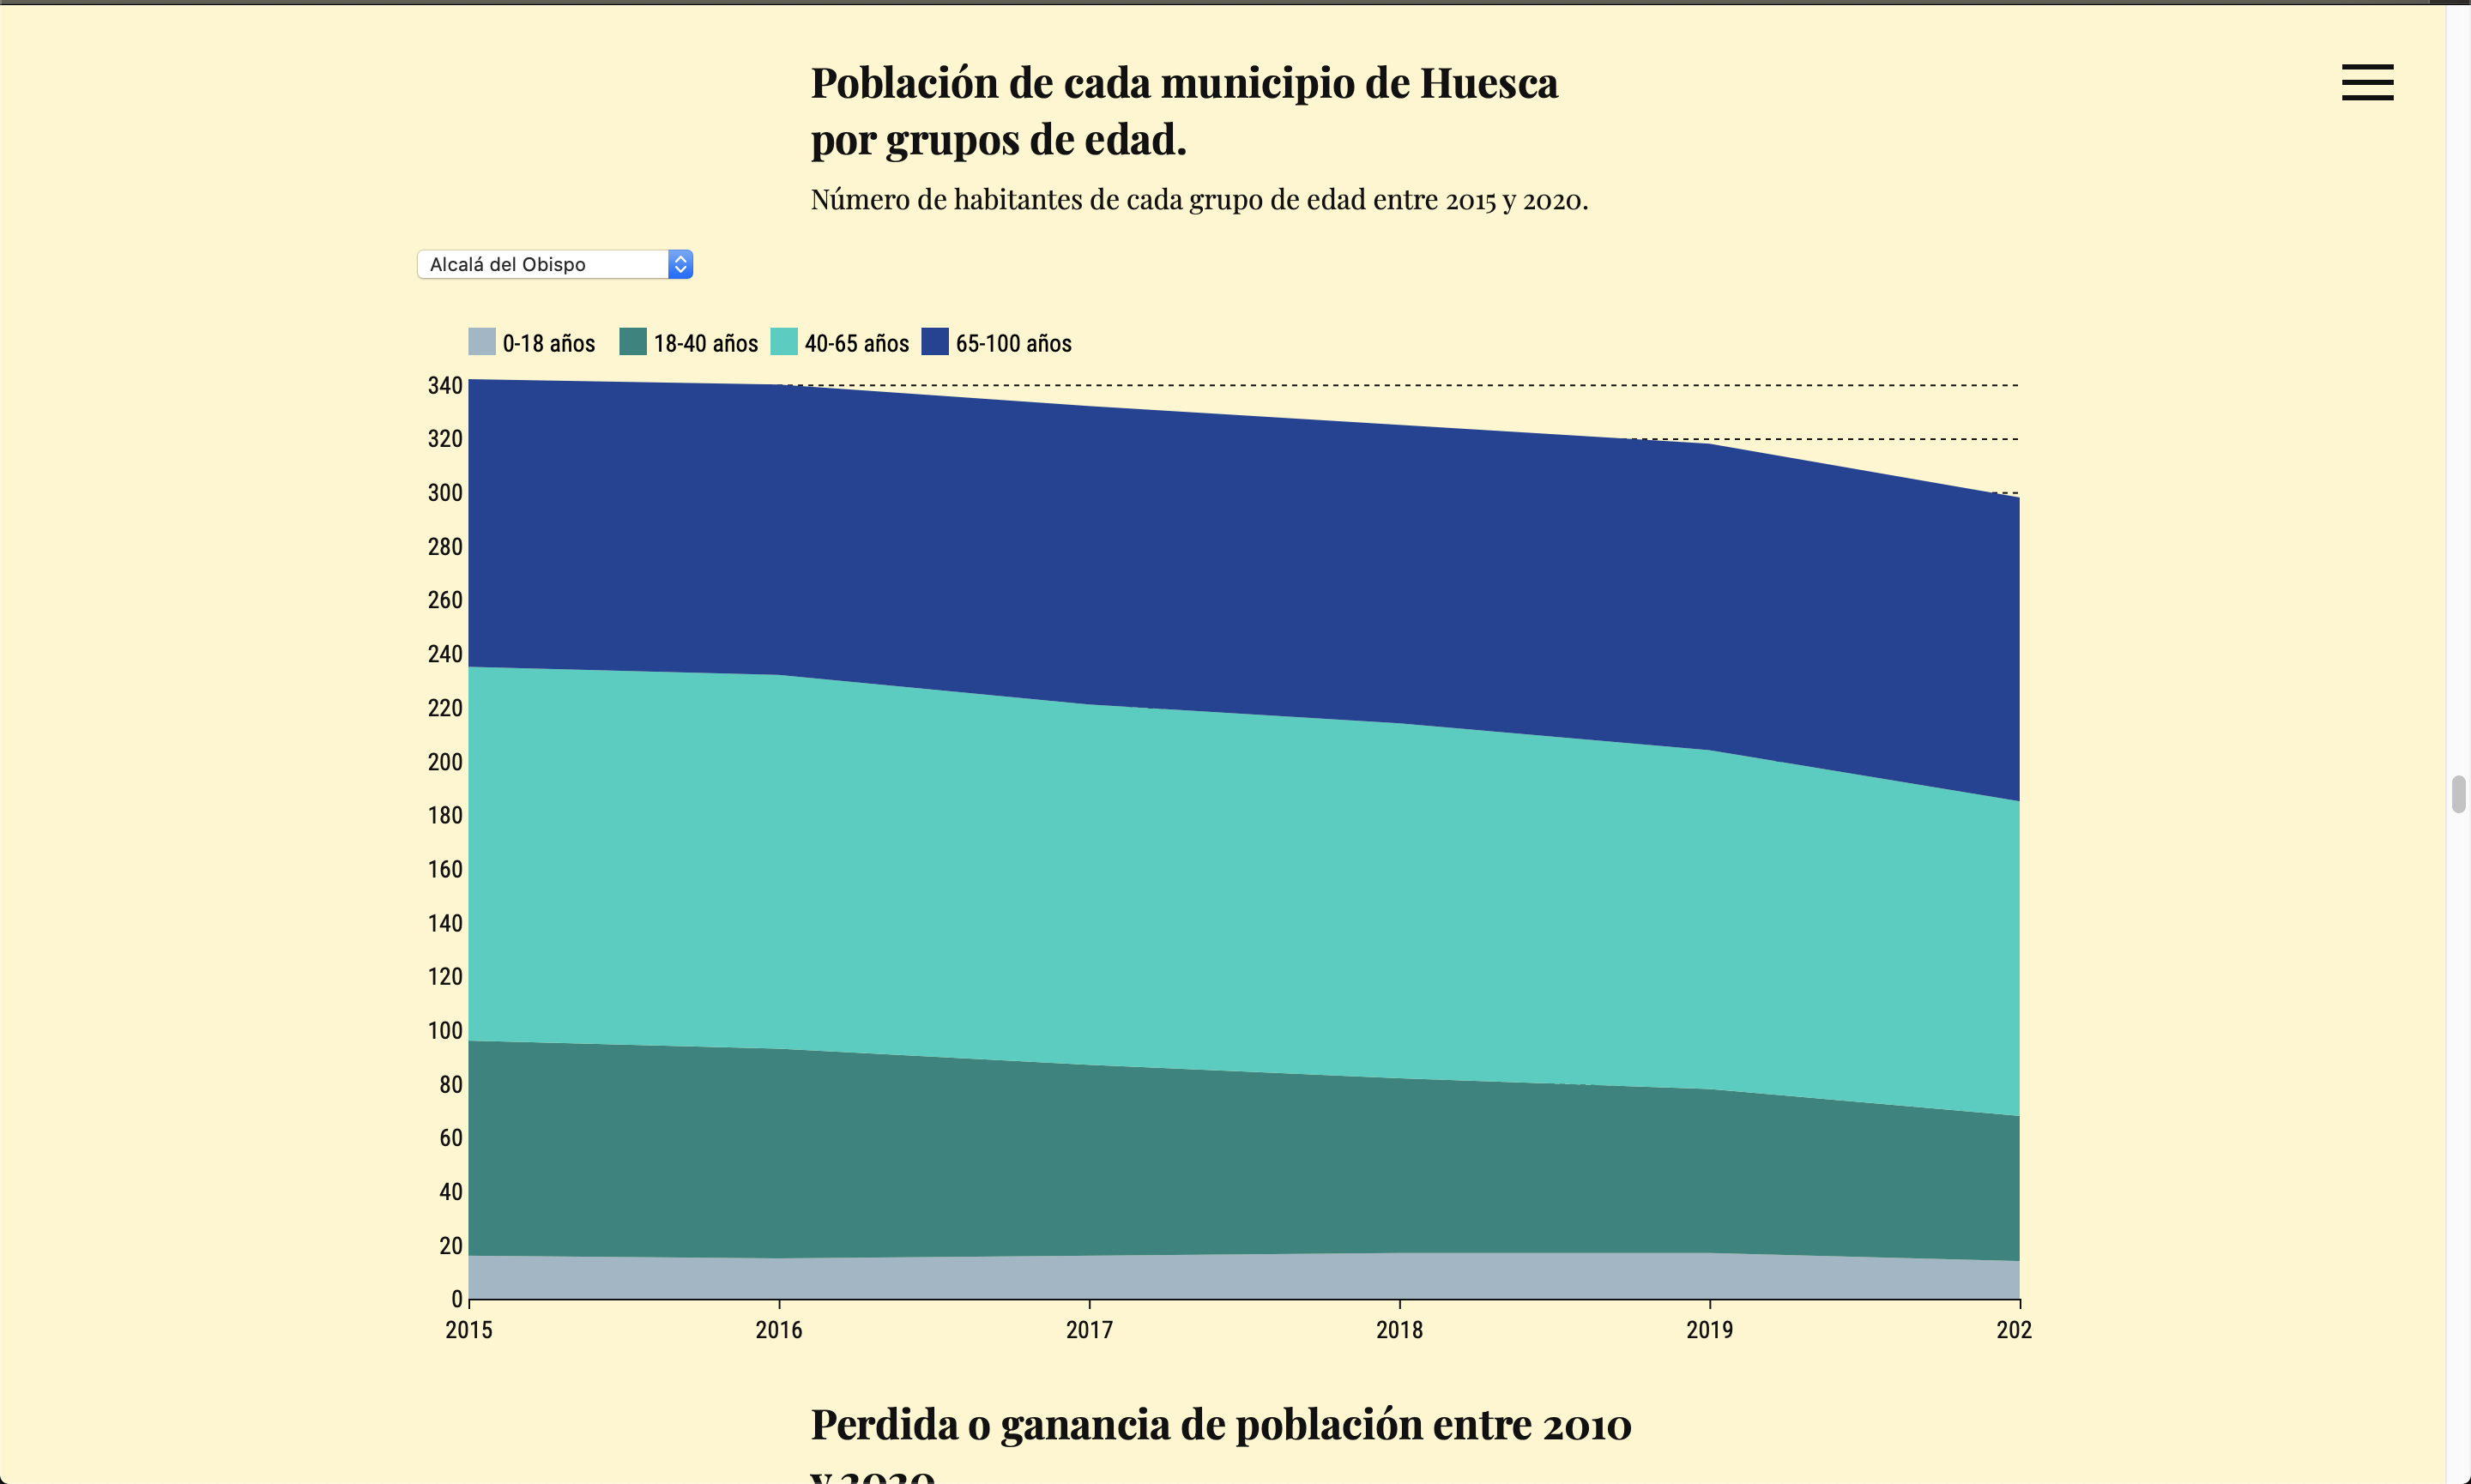 Población de cada municipio de Huesca
por grupos de edad.
Número de habitantes de cada grupo de edad entre 2015 y 2020.
Alcalá del Obispo
0-18 años 18-40 años 40-65 años 65-100 años
340
320
300
280
260
240
220
200
180
160
140
120
100
80
60
40
20
0
2015 2016 2017 2018 2019 202
Perdida o ganancia de población entre 2010
y 2020